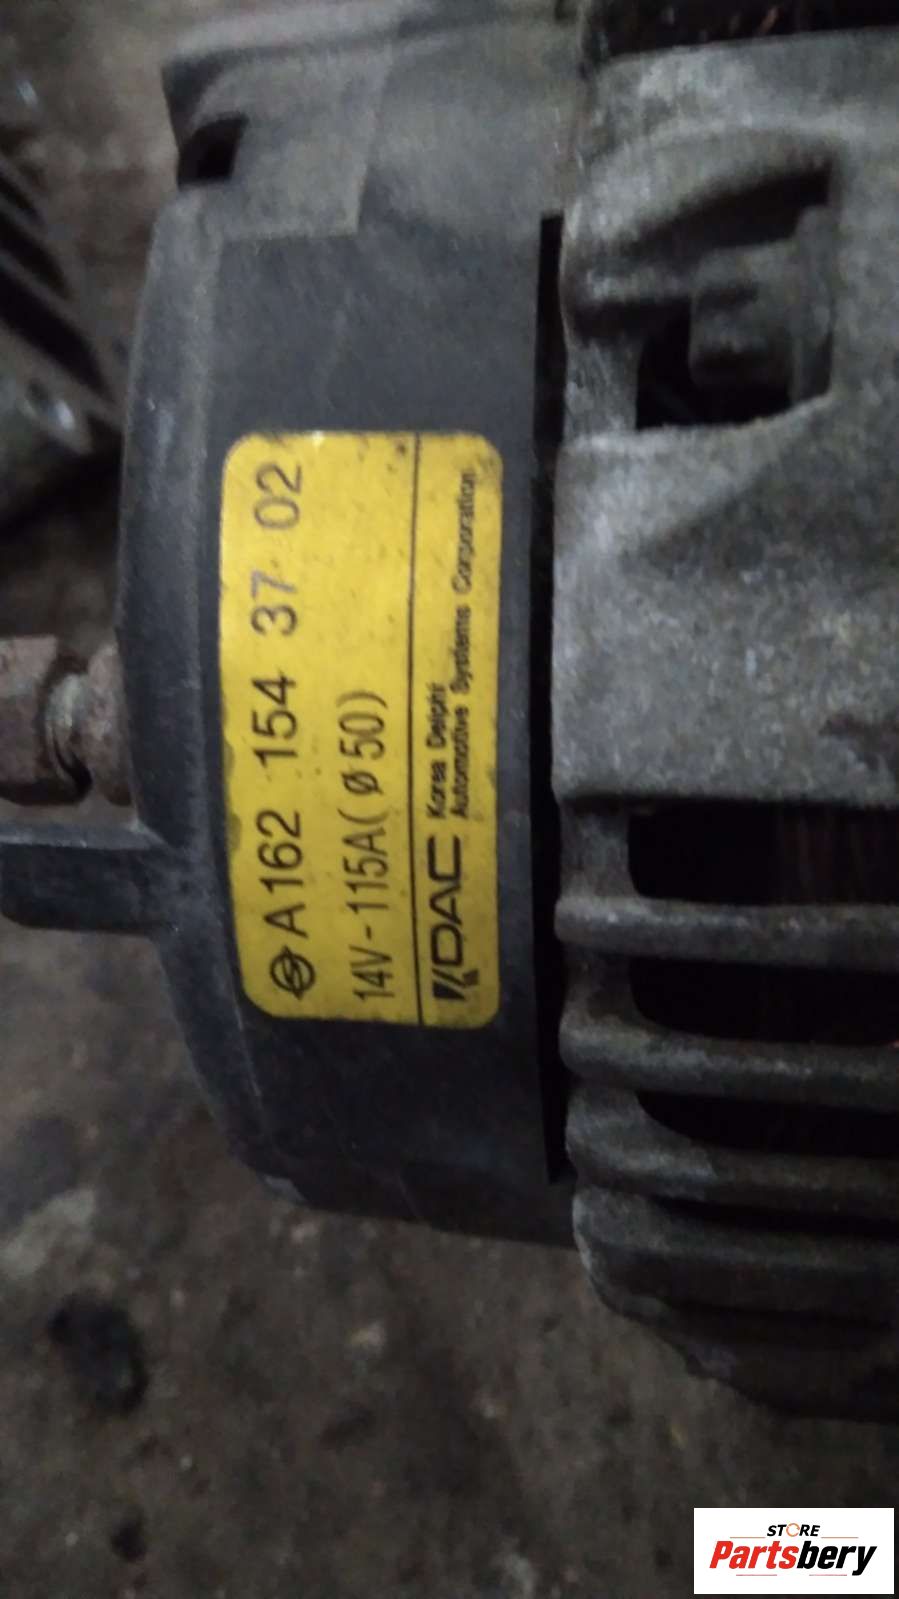 A162 154 37 02
14V-115A(ø50)
KDAC Korea Delphi
Automotive Systems Corporation
STORE
Partsbery